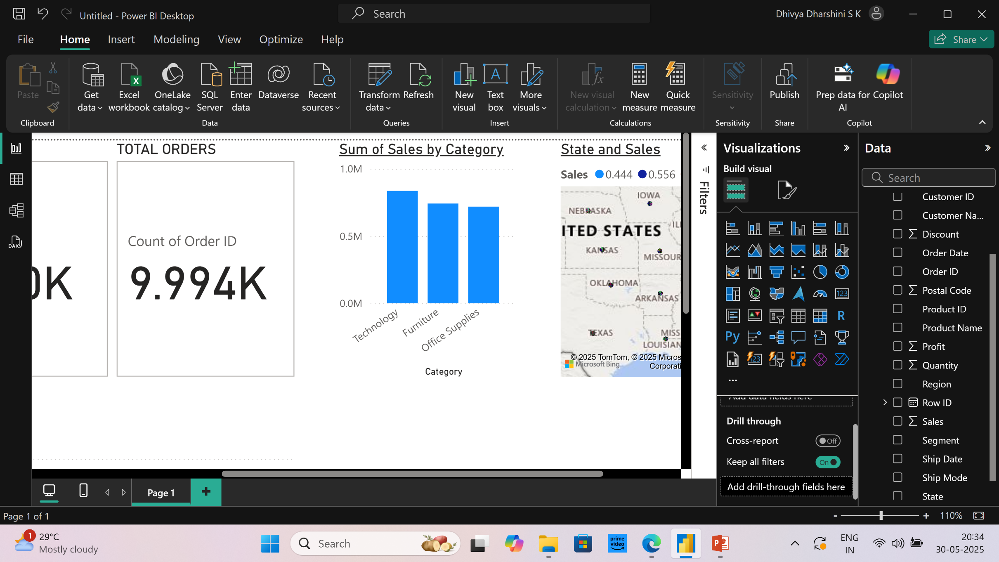 Untitled - Power BI Desktop
Search
Dhivya Dharshini S K
File
Home
Insert
Modeling
View
Optimize
Help
Share
Paste
Clipboard
Get data
Excel workbook
OneLake catalog
SQL Server
Enter data
Dataverse
Recent sources
Data
Transform data
Refresh
Queries
New visual
Text box
More visuals
Insert
New visual calculation
New measure
Quick measure
Calculations
Sensitivity
Sensitivity
Publish
Share
Prep data for AI
Copilot
Copilot
0K
TOTAL ORDERS
Count of Order ID
9.994K
Sum of Sales by Category
1.0M
0.5M
0.0M
Technology
Furniture
Office Supplies
Category
State and Sales
Sales 0.444 0.556
IOWA
NEBRASKA
ITED STATES
ILL
KANSAS
MISSOUR
OKLAHOMA
ARKANSAS
TEXAS
MISS
LOUISIAN
© 2025 TomTom, © 2025 Micros
Corporati
Microsoft Bing
Filters
Visualizations
Build visual
123
R
Py
123
Add data fields here
Drill through
Cross-report
Off
Keep all filters
On
Add drill-through fields here
Data
Search
Customer ID
Customer Na...
Discount
Order Date
Order ID
Postal Code
Product ID
Product Name
Profit
Quantity
Region
Row ID
Sales
Segment
Ship Date
Ship Mode
State
DAX
Page 1
Page 1 of 1
110%
1
29°C
Mostly cloudy
Search
prime video
P
ENG
IN
20:34
30-05-2025